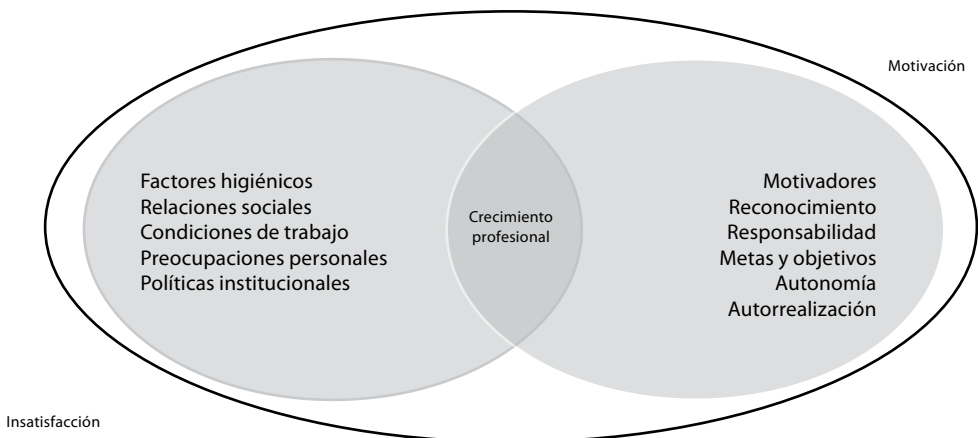 Motivación
Factores higiénicos
Relaciones sociales
Condiciones de trabajo
Preocupaciones personales
Políticas institucionales
Crecimiento
profesional
Motivadores
Reconocimiento
Responsabilidad
Metas y objetivos
Autonomía
Autorrealización
Insatisfacción